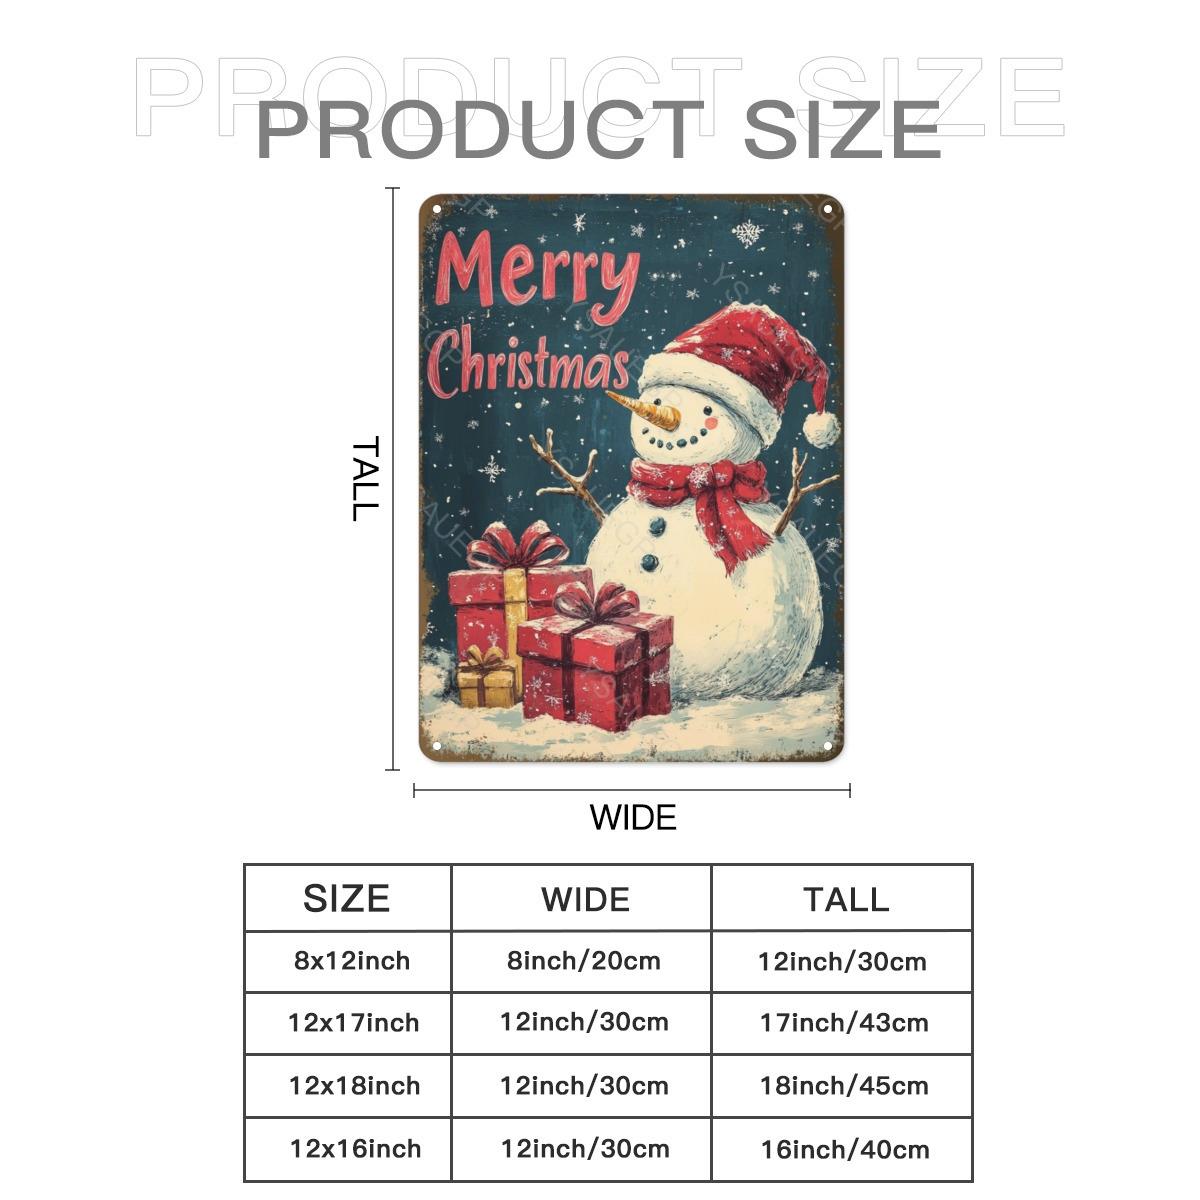 PRODUCT SIZE
PRODUCT SIZE
Merry
Christmas
TALL
WIDE
SIZE WIDE TALL
8x12inch 8inch/20cm 12inch/30cm
12x17inch 12inch/30cm 17inch/43cm
12x18inch 12inch/30cm 18inch/45cm
12x16inch 12inch/30cm 16inch/40cm